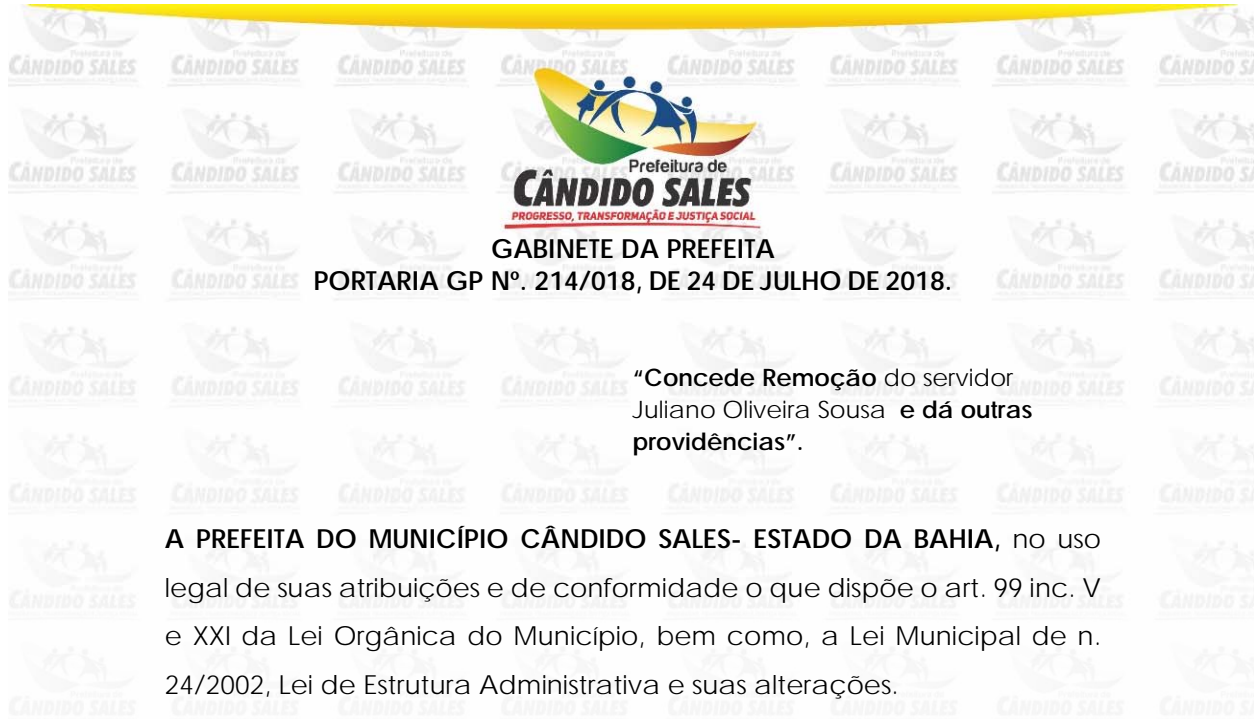 Prefeitura de
CÂNDIDO SALES
PROGRESSO, TRANSFORMAÇÃO E JUSTIÇA SOCIAL
GABINETE DA PREFEITA
PORTARIA GP Nº. 214/018, DE 24 DE JULHO DE 2018.
“Concede Remoção do servidor
Juliano Oliveira Sousa e dá outras
providências”.
A PREFEITA DO MUNICÍPIO CÂNDIDO SALES- ESTADO DA BAHIA, no uso
legal de suas atribuições e de conformidade o que dispõe o art. 99 inc. V
e XXI da Lei Orgânica do Município, bem como, a Lei Municipal de n.
24/2002, Lei de Estrutura Administrativa e suas alterações.